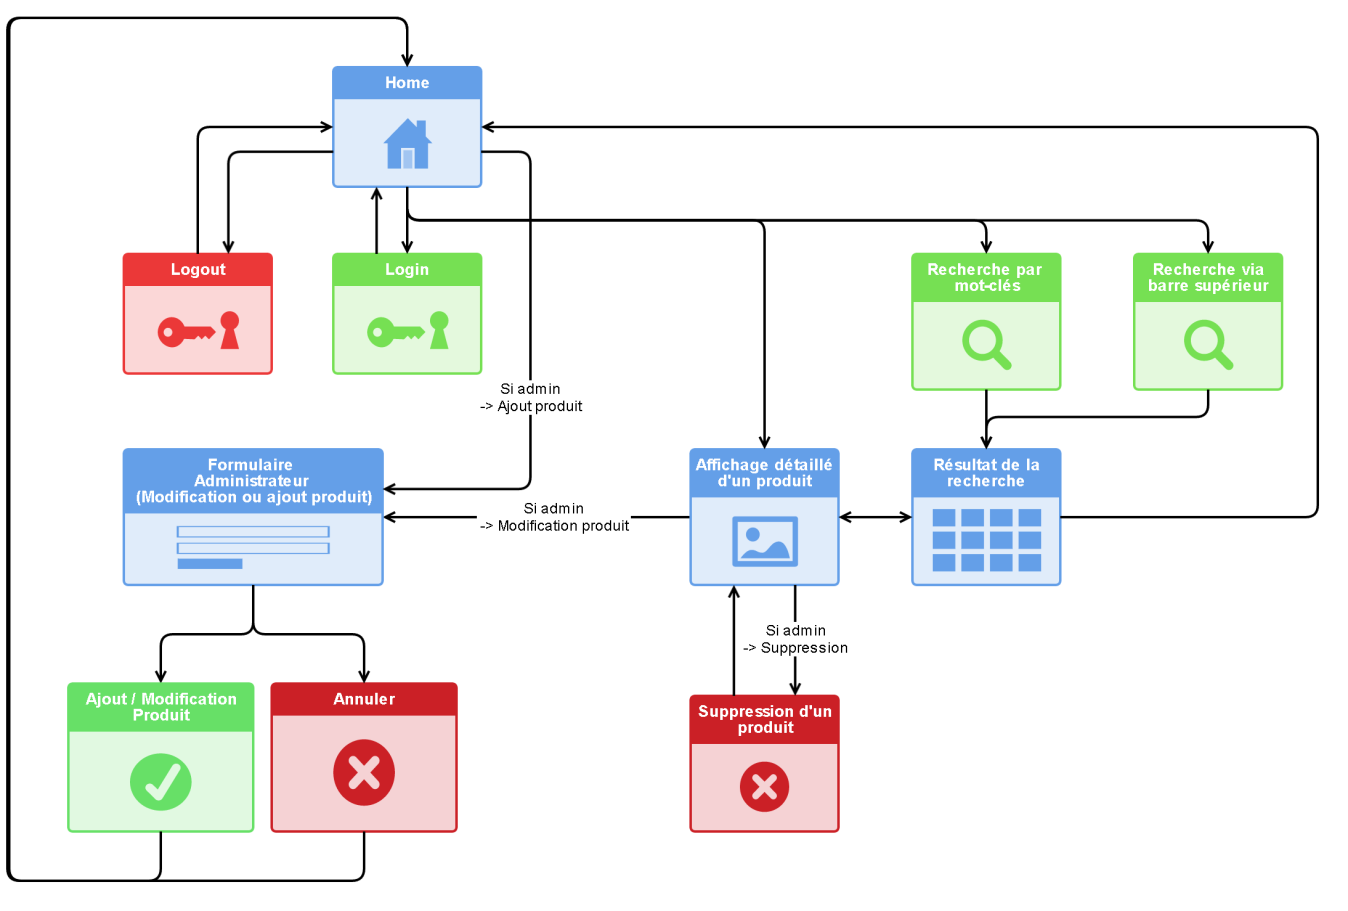 Home
Logout
Login
Recherche par
mot-clés
Recherche via
barre supérieur
Si admin
-> Ajout produit
Formulaire
Administrateur
(Modification ou ajout produit)
Si admin
-> Modification produit
Affichage détaillé
d'un produit
Résultat de la
recherche
Si admin
-> Suppression
Ajout / Modification
Produit
Annuler
Suppression d'un
produit